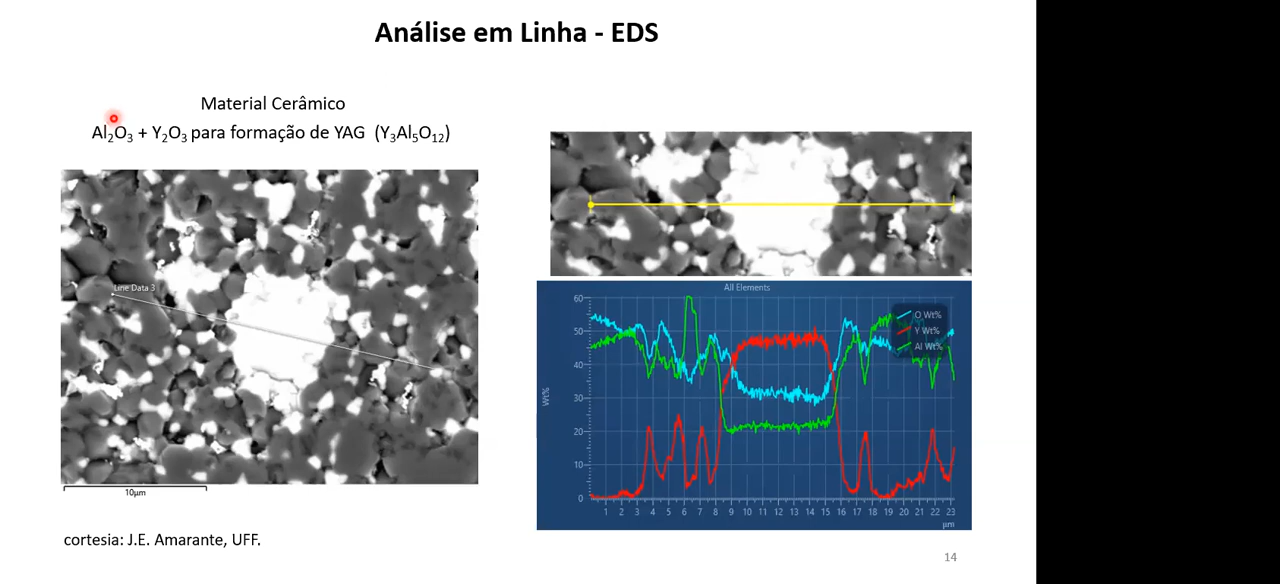 Análise em Linha - EDS
Material Cerâmico
Al₂O₃ + Y₂O₃ para formação de YAG (Y₃Al₅O₁₂)
Line Data 3
10µm
All Elements
O Wt%
Y Wt%
Al Wt%
Wt%
60
50
40
30
20
10
0
1 2 3 4 5 6 7 8 9 10 11 12 13 14 15 16 17 18 19 20 21 22 23
µm
cortesia: J.E. Amarante, UFF.
14